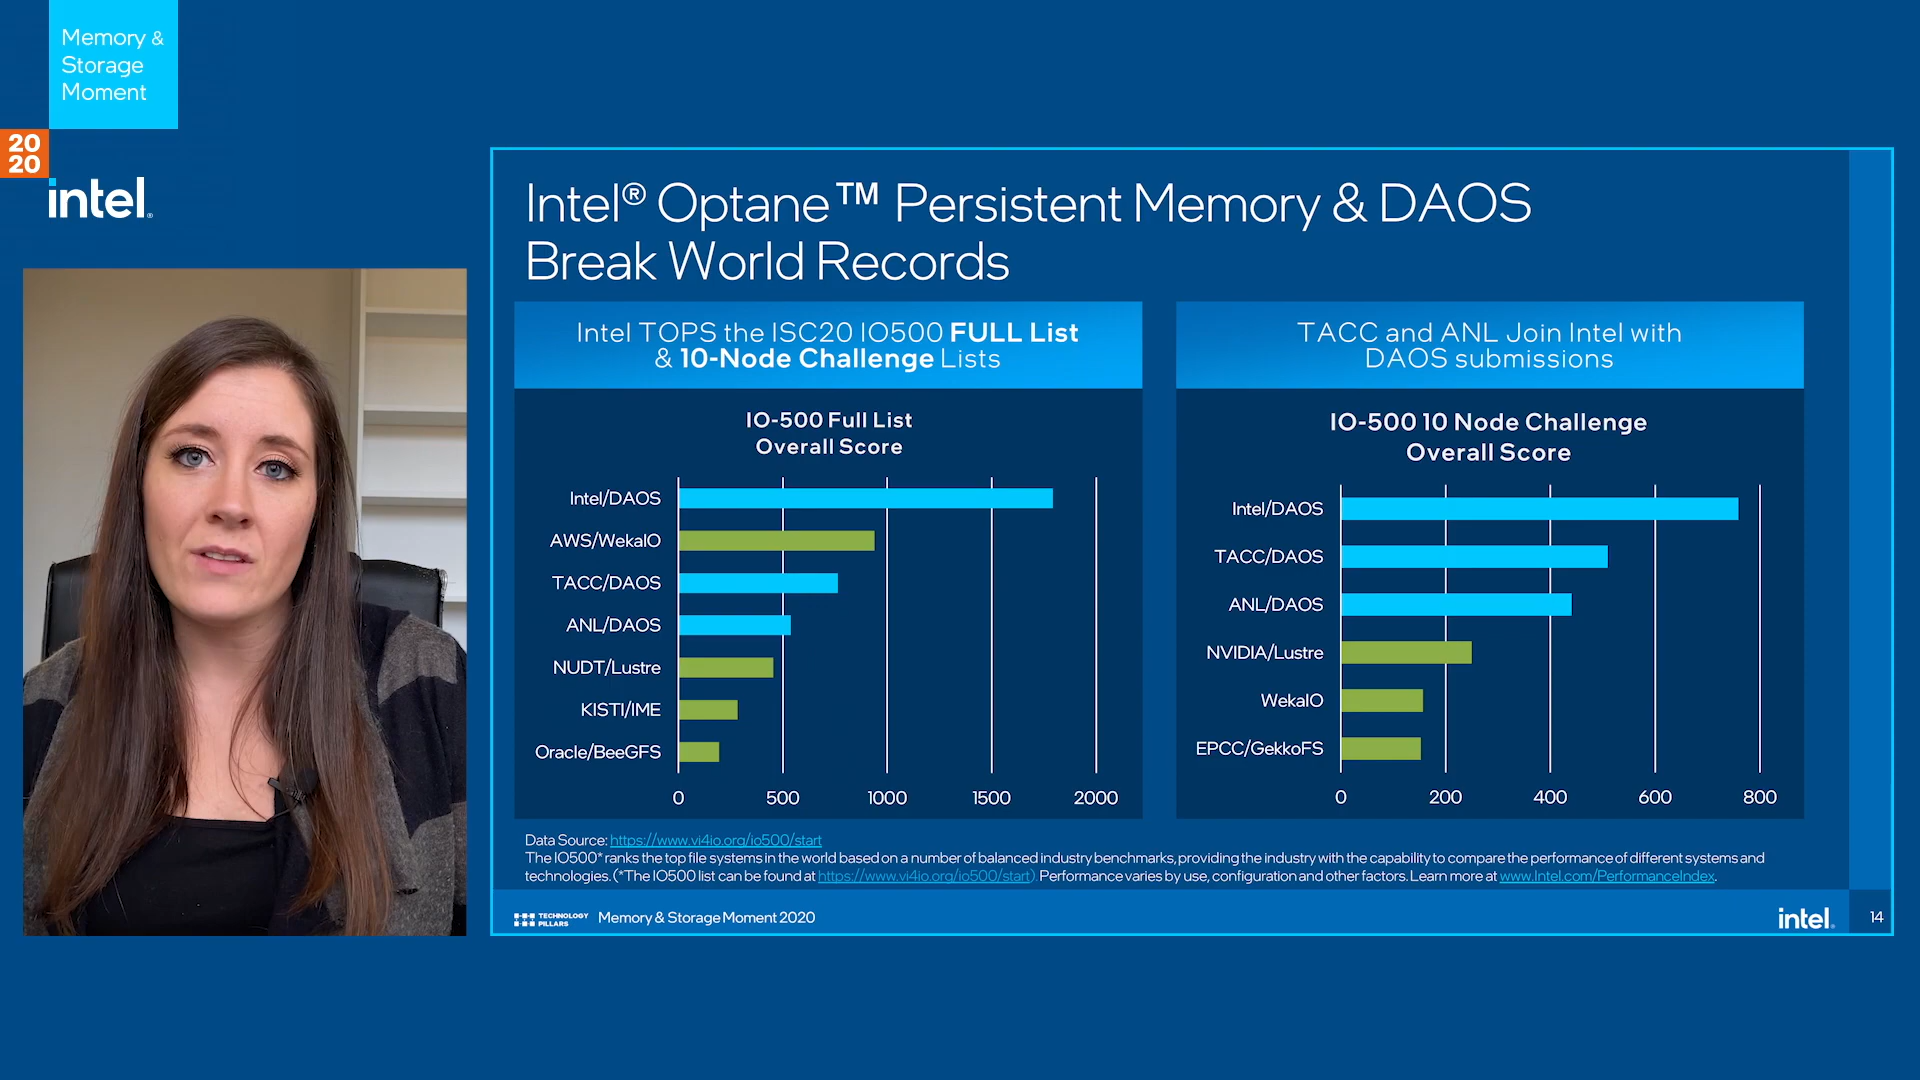 Memory &
Storage
Moment
20
20
intel.
Intel® Optane™ Persistent Memory & DAOS
Break World Records
Intel TOPS the ISC20 IO500 FULL List
& 10-Node Challenge Lists
IO-500 Full List
Overall Score
Intel/DAOS
AWS/WekaIO
TACC/DAOS
ANL/DAOS
NUDT/Lustre
KISTI/IME
Oracle/BeeGFS
0 500 1000 1500 2000
TACC and ANL Join Intel with
DAOS submissions
IO-500 10 Node Challenge
Overall Score
Intel/DAOS
TACC/DAOS
ANL/DAOS
NVIDIA/Lustre
WekaIO
EPCC/GekkoFS
0 200 400 600 800
Data Source: https://www.vi4io.org/io500/start
The IO500* ranks the top file systems in the world based on a number of balanced industry benchmarks, providing the industry with the capability to compare the performance of different systems and
technologies. (*The IO500 list can be found at https://www.vi4io.org/io500/start) Performance varies by use, configuration and other factors. Learn more at www.Intel.com/PerformanceIndex.
TECHNOLOGY
PILLARS
Memory & Storage Moment 2020
intel.
14